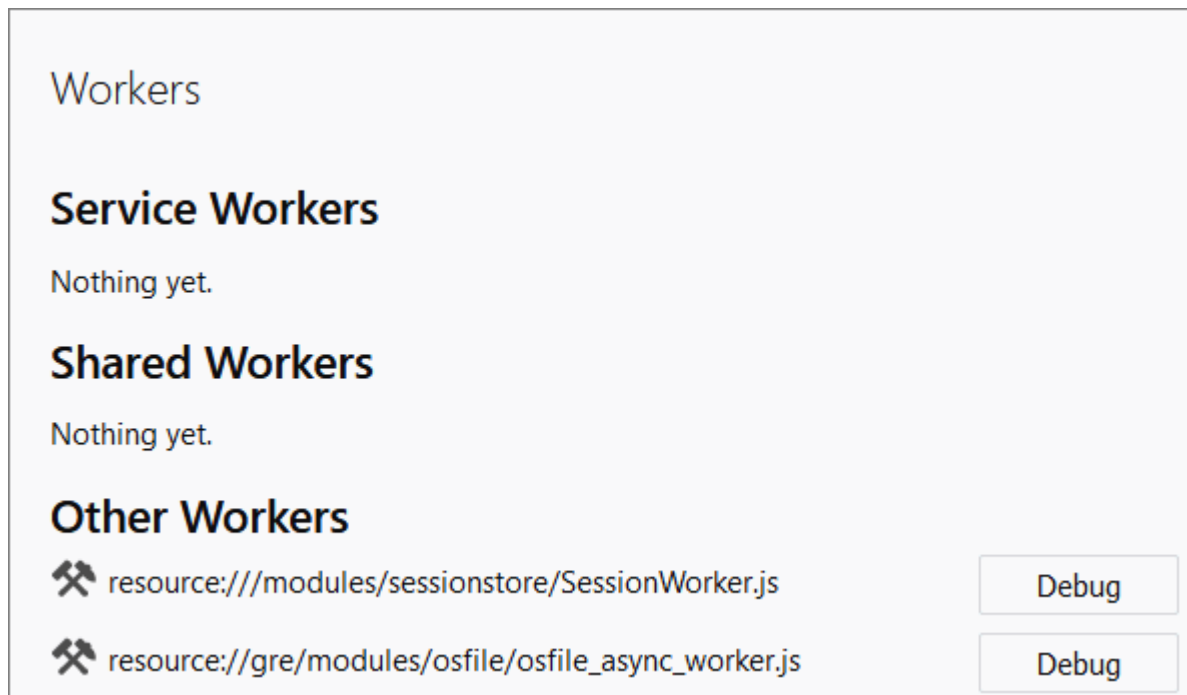 Workers
Service Workers
Nothing yet.
Shared Workers
Nothing yet.
Other Workers
resource:///modules/sessionstore/SessionWorker.js Debug
resource://gre/modules/osfile/osfile_async_worker.js Debug